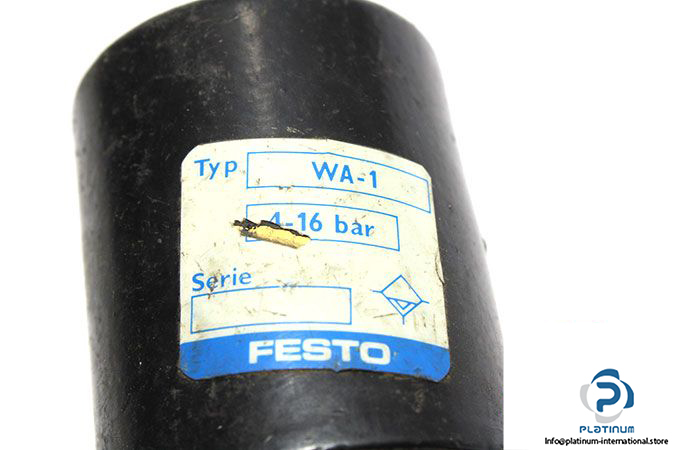 Typ WA-1
4-16 bar
Serie
FESTO
PLATINUM
Info@platinum-international.store